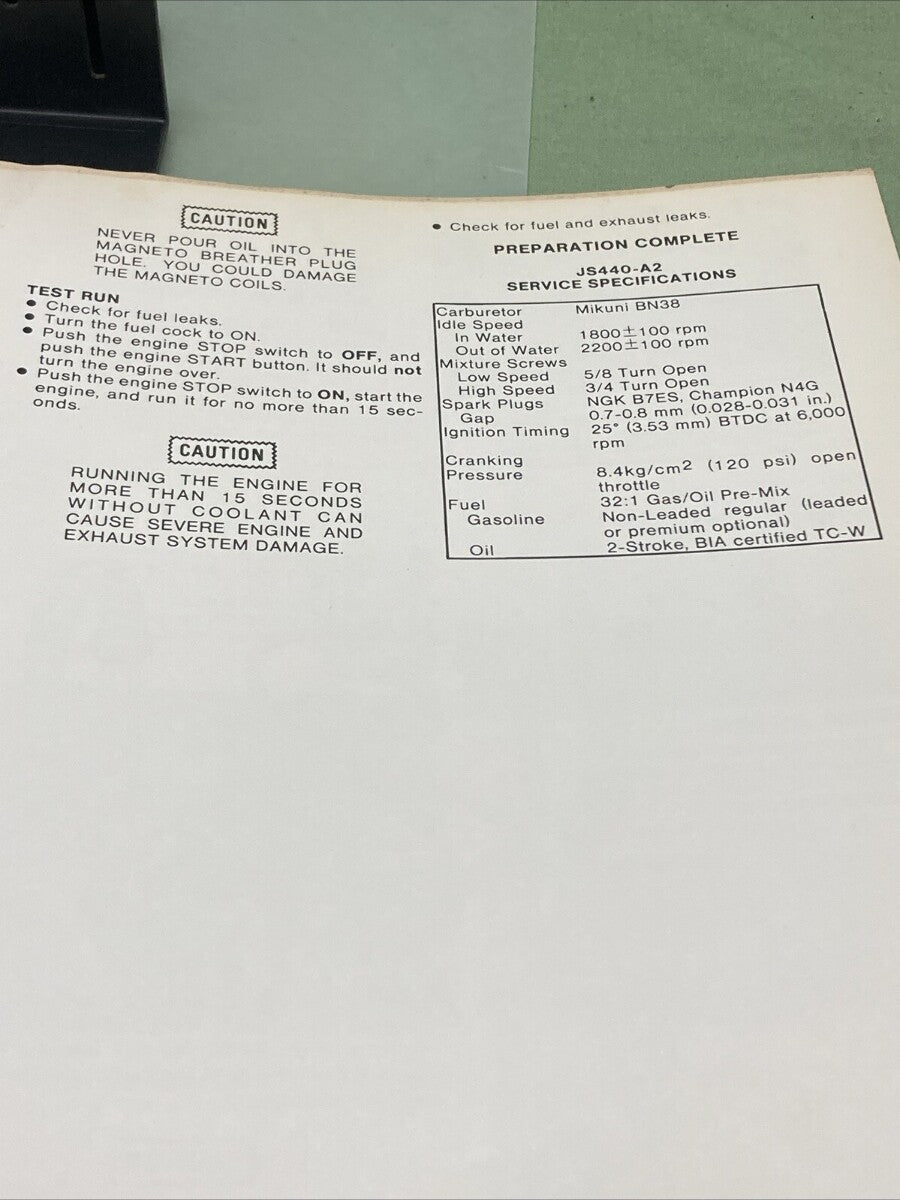 CAUTION
NEVER POUR OIL INTO THE
MAGNETO BREATHER PLUG
HOLE. YOU COULD DAMAGE
THE MAGNETO COILS.
TEST RUN
● Check for fuel leaks.
● Turn the fuel cock to ON.
● Push the engine STOP switch to OFF, and
push the engine START button. It should not
turn the engine over.
● Push the engine STOP switch to ON, start the
engine, and run it for no more than 15 sec-
onds.
CAUTION
RUNNING THE ENGINE FOR
MORE THAN 15 SECONDS
WITHOUT COOLANT CAN
CAUSE SEVERE ENGINE AND
EXHAUST SYSTEM DAMAGE.
● Check for fuel and exhaust leaks.
PREPARATION COMPLETE
JS440-A2
SERVICE SPECIFICATIONS
Carburetor Mikuni BN38
Idle Speed
In Water 1800±100 rpm
Out of Water 2200±100 rpm
Mixture Screws
Low Speed 5/8 Turn Open
High Speed 3/4 Turn Open
Spark Plugs NGK B7ES, Champion N4G
Gap 0.7-0.8 mm (0.028-0.031 in.)
Ignition Timing 25° (3.53 mm) BTDC at 6,000
rpm
Cranking
Pressure 8.4kg/cm2 (120 psi) open
throttle
Fuel 32:1 Gas/Oil Pre-Mix
Gasoline Non-Leaded regular (leaded
or premium optional)
Oil 2-Stroke, BIA certified TC-W